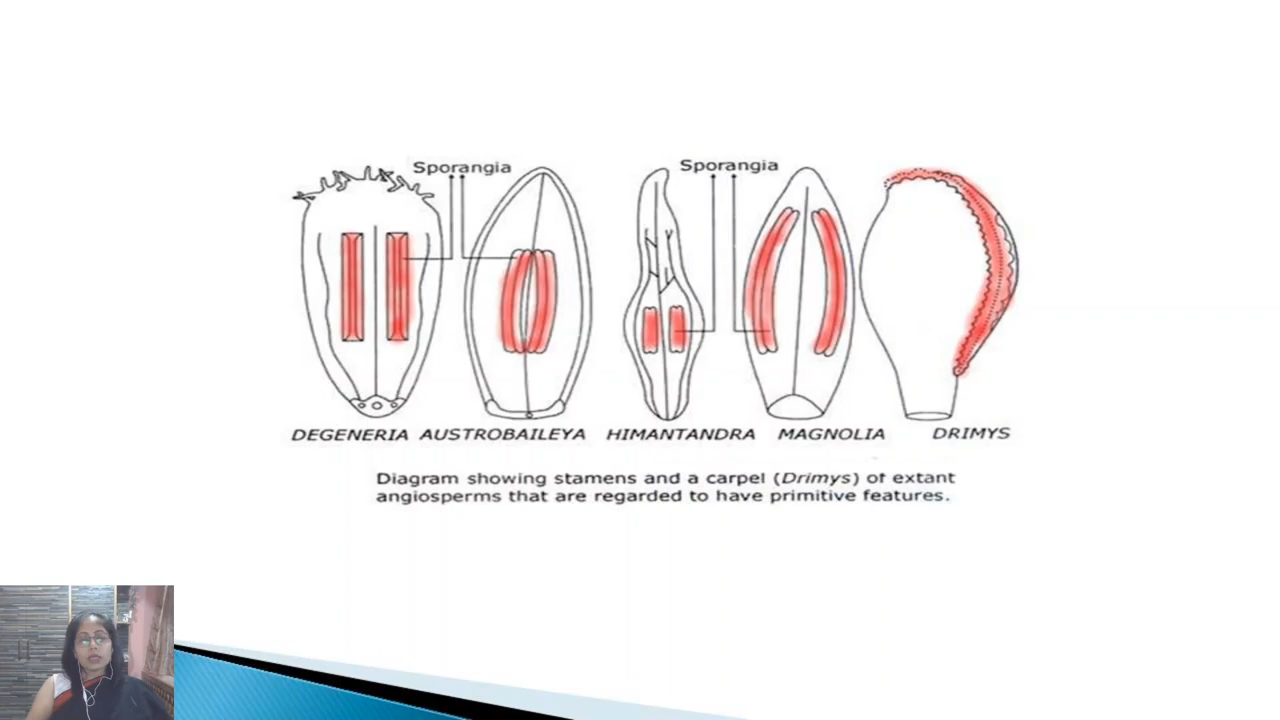 Sporangia Sporangia
DEGENERIA AUSTROBAILEYA HIMANTANDRA MAGNOLIA DRIMYS
Diagram showing stamens and a carpel (Drimys) of extant
angiosperms that are regarded to have primitive features.